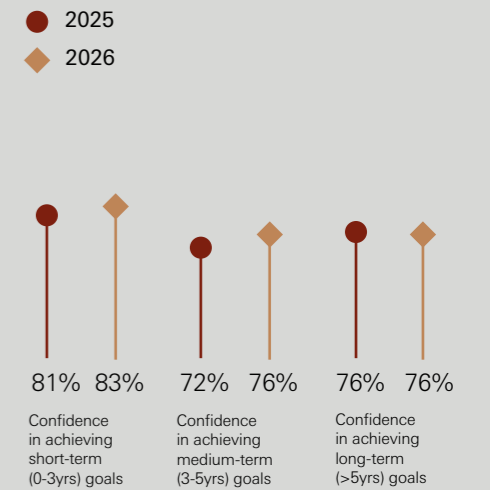 2025
2026
81% 83% 72% 76% 76% 76%
Confidence
in achieving
short-term
(0-3yrs) goals
Confidence
in achieving
medium-term
(3-5yrs) goals
Confidence
in achieving
long-term
(>5yrs) goals